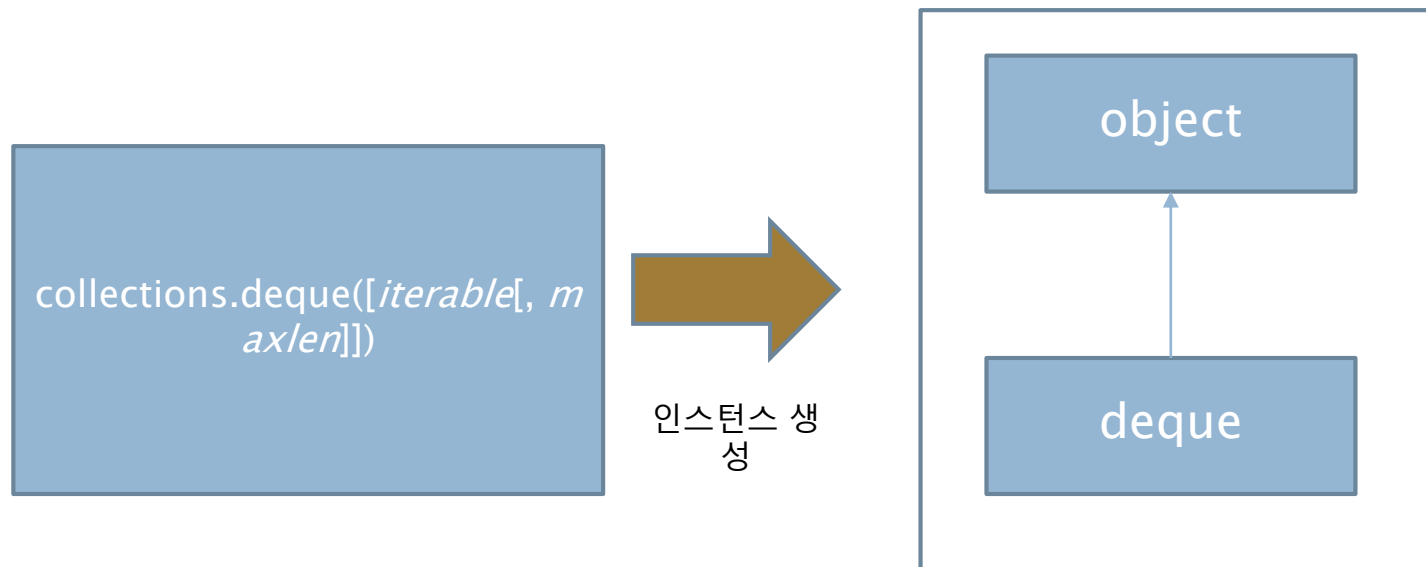 collections.deque([iterable[, m
axlen]])
인스턴스 생
성
object
deque